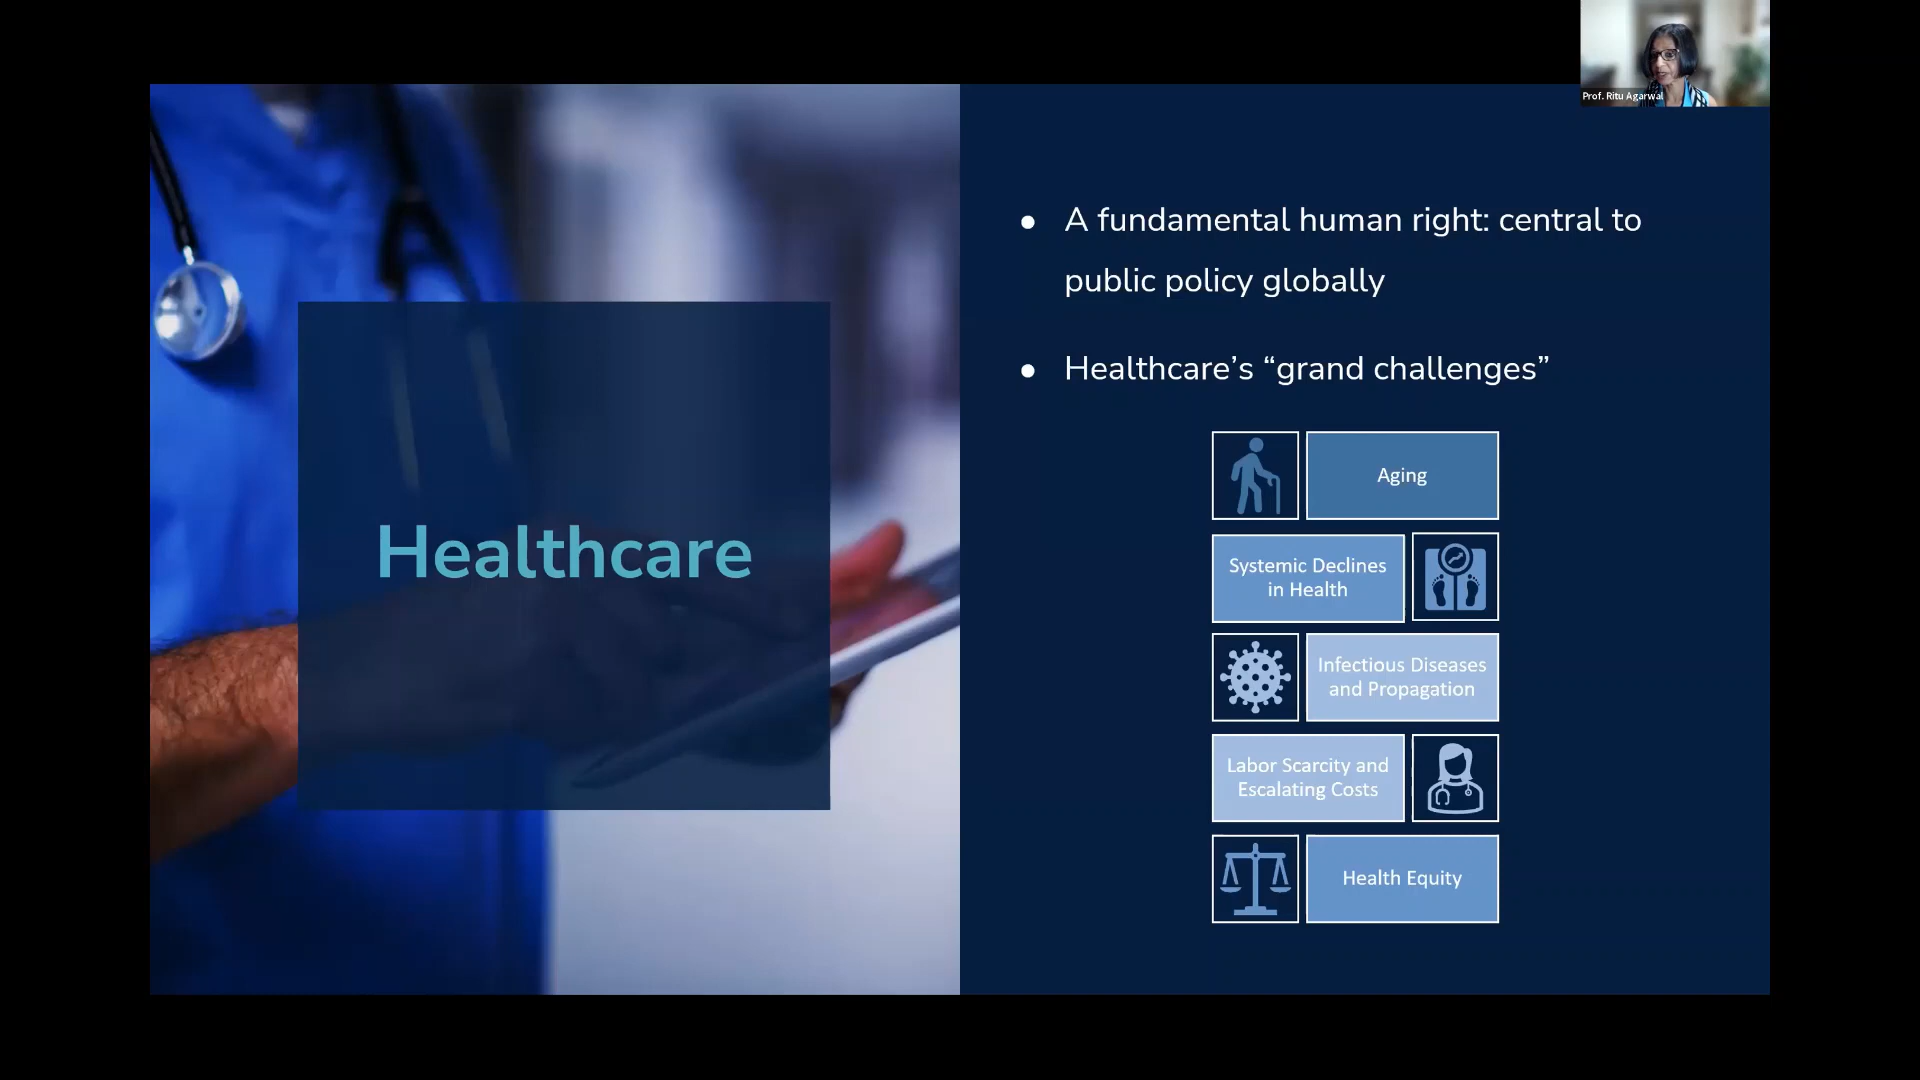 Prof. Ritu Agarwal
Healthcare
● A fundamental human right: central to
public policy globally
● Healthcare’s “grand challenges”
Aging
Systemic Declines
in Health
Infectious Diseases
and Propagation
Labor Scarcity and
Escalating Costs
Health Equity